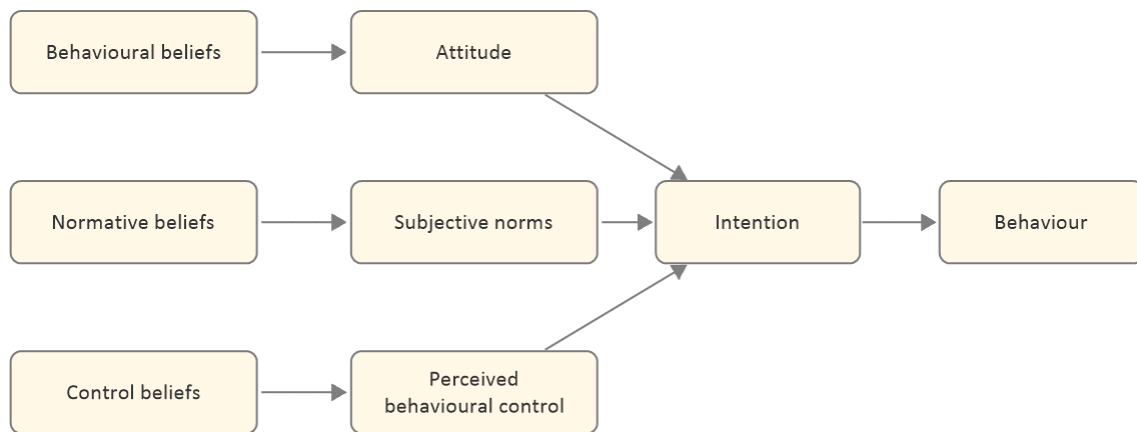 Behavioural beliefs
Attitude
Normative beliefs
Subjective norms
Intention
Behaviour
Control beliefs
Perceived
behavioural control